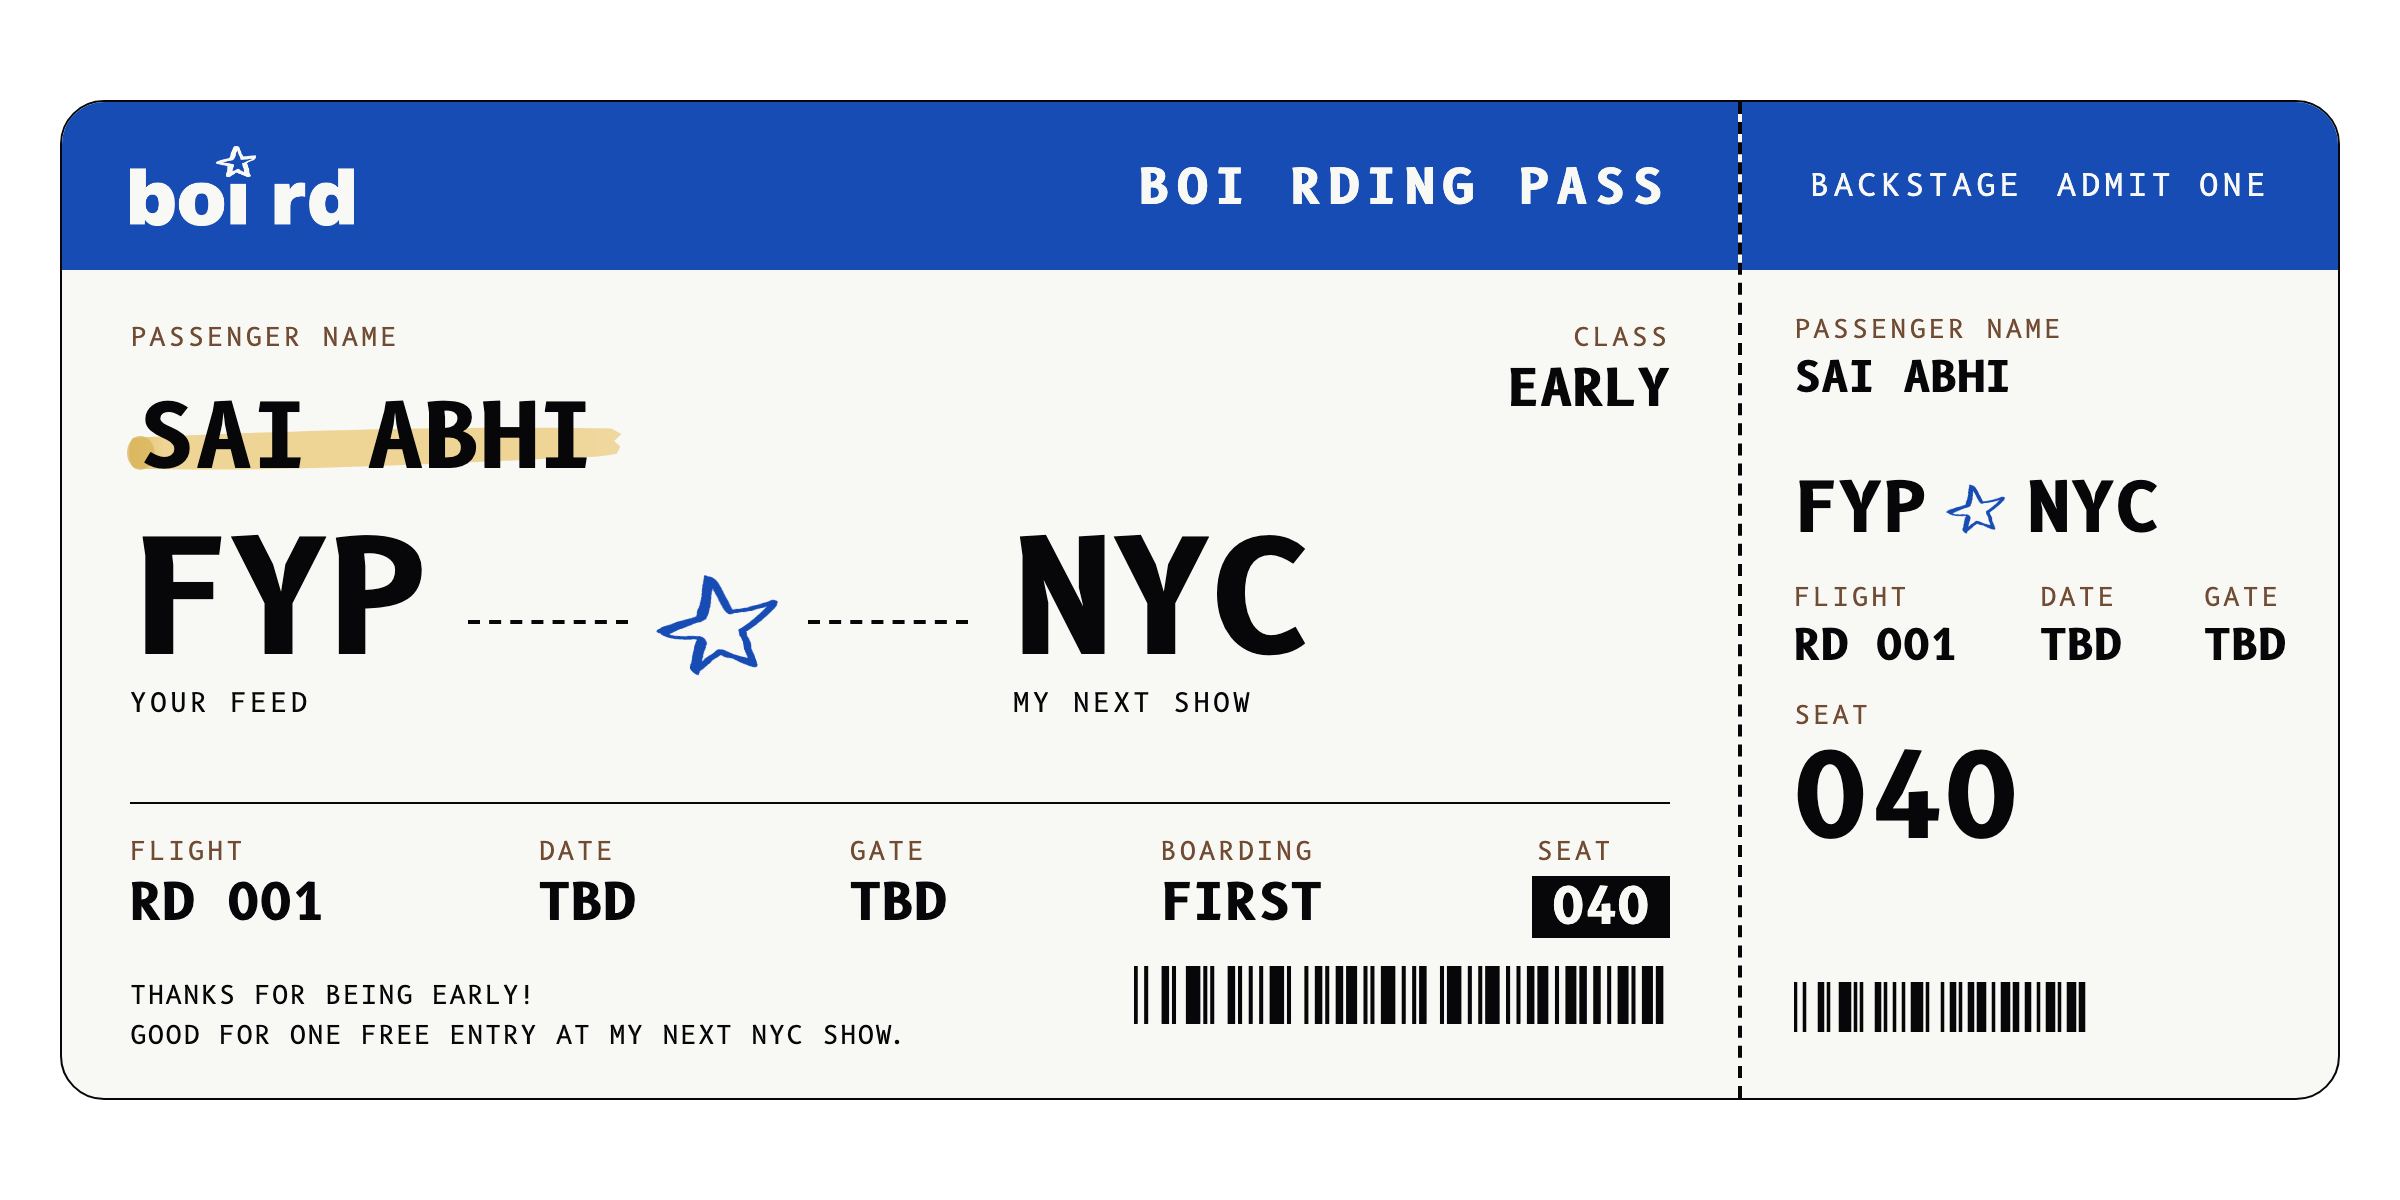 boi rd
BOI RDING PASS
BACKSTAGE ADMIT ONE
PASSENGER NAME
SAI ABHI
CLASS
EARLY
FYP
NYC
YOUR FEED
MY NEXT SHOW
FLIGHT
RD 001
DATE
TBD
GATE
TBD
BOARDING
FIRST
SEAT
040
THANKS FOR BEING EARLY!
GOOD FOR ONE FREE ENTRY AT MY NEXT NYC SHOW.
PASSENGER NAME
SAI ABHI
FYP NYC
FLIGHT
RD 001
DATE
TBD
GATE
TBD
SEAT
040